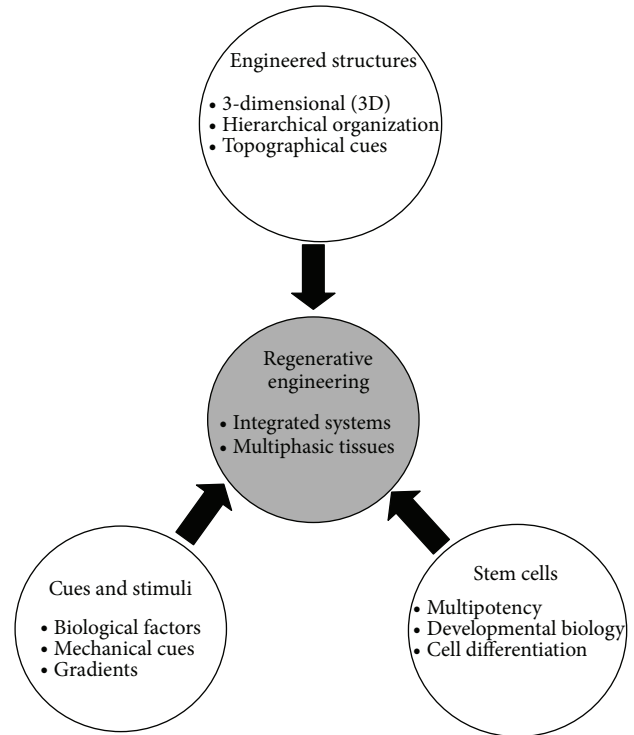 Engineered structures
• 3-dimensional (3D)
• Hierarchical organization
• Topographical cues
Regenerative
engineering
• Integrated systems
• Multiphasic tissues
Cues and stimuli
• Biological factors
• Mechanical cues
• Gradients
Stem cells
• Multipotency
• Developmental biology
• Cell differentiation